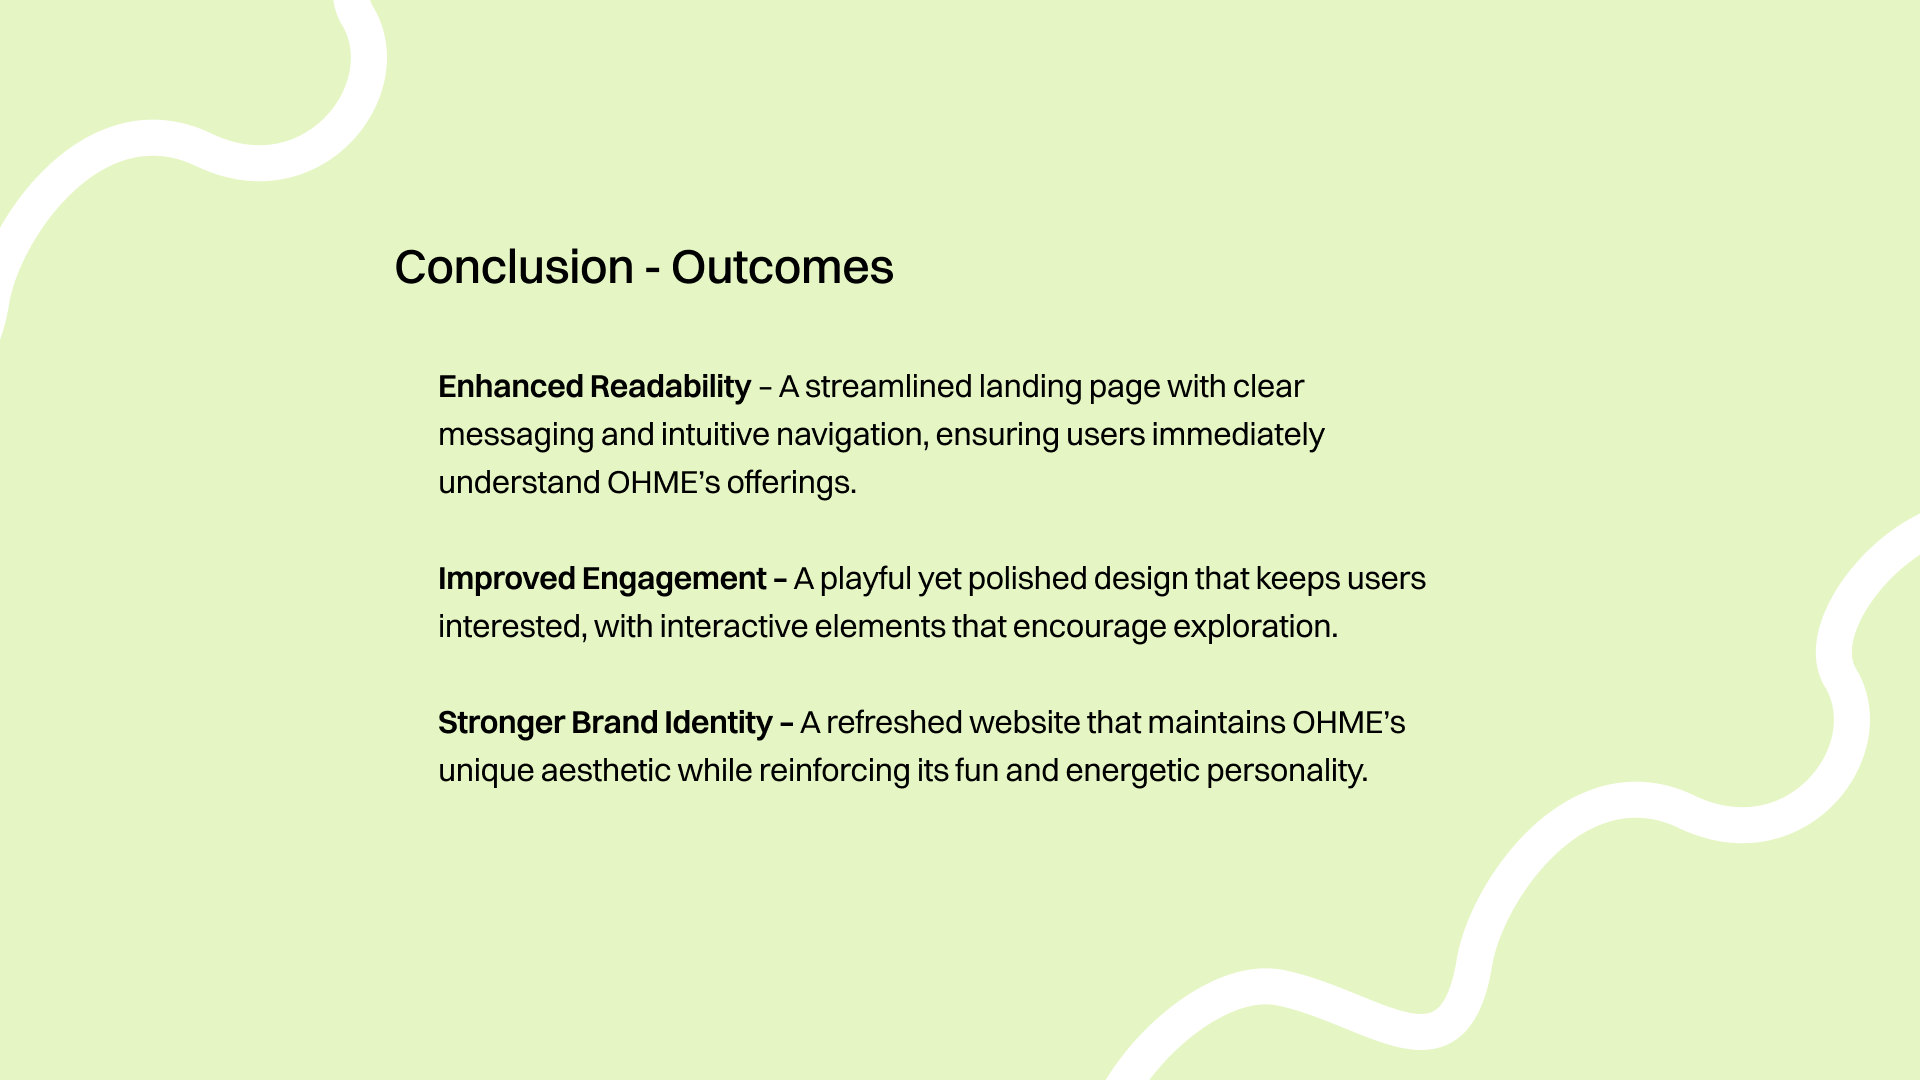 Conclusion - Outcomes
Enhanced Readability – A streamlined landing page with clear
messaging and intuitive navigation, ensuring users immediately
understand OHME’s offerings.
Improved Engagement – A playful yet polished design that keeps users
interested, with interactive elements that encourage exploration.
Stronger Brand Identity – A refreshed website that maintains OHME’s
unique aesthetic while reinforcing its fun and energetic personality.